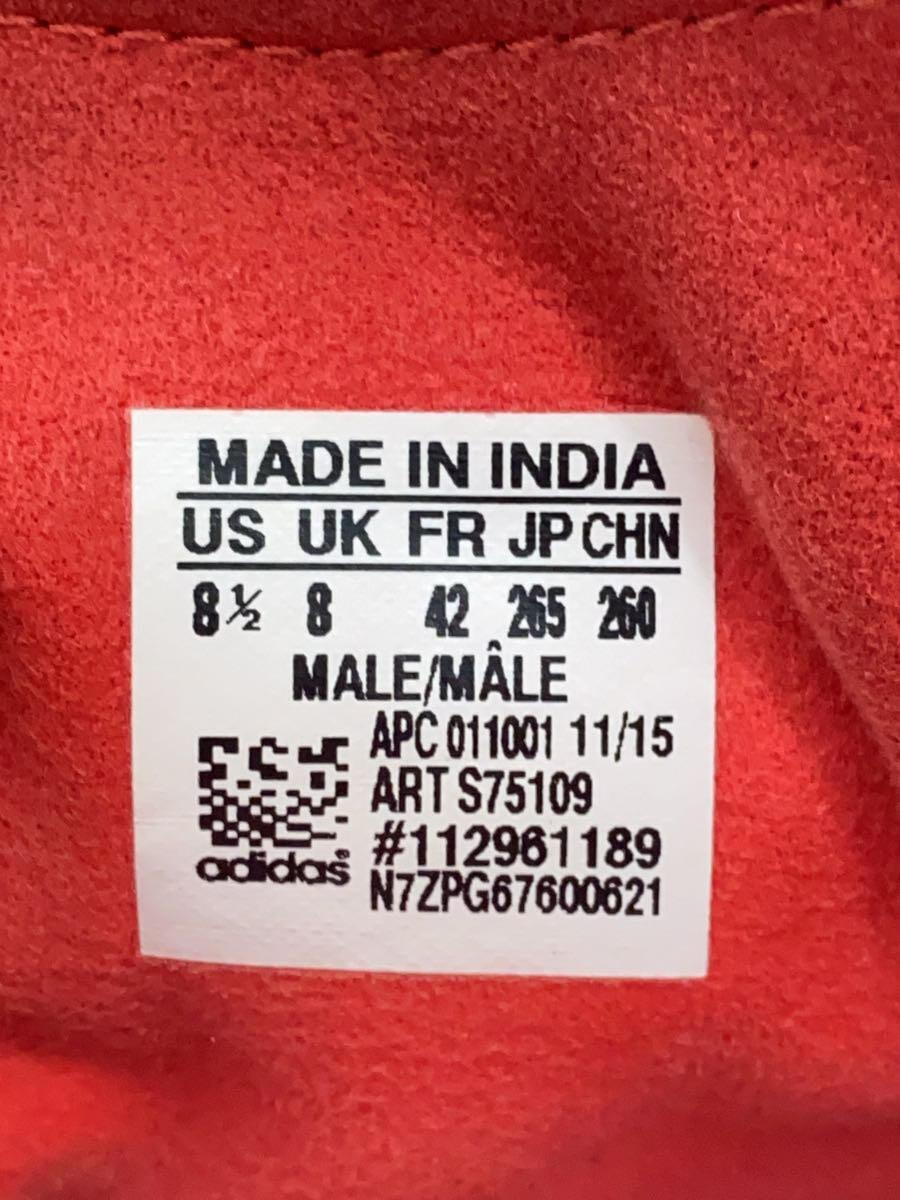 MADE IN INDIA
US UK FR JP CHN
8½ 8 42 265 260
MALE/MÂLE
APC 011001 11/15
ART S75109
#112961189
adidas®
N7ZPG67600621